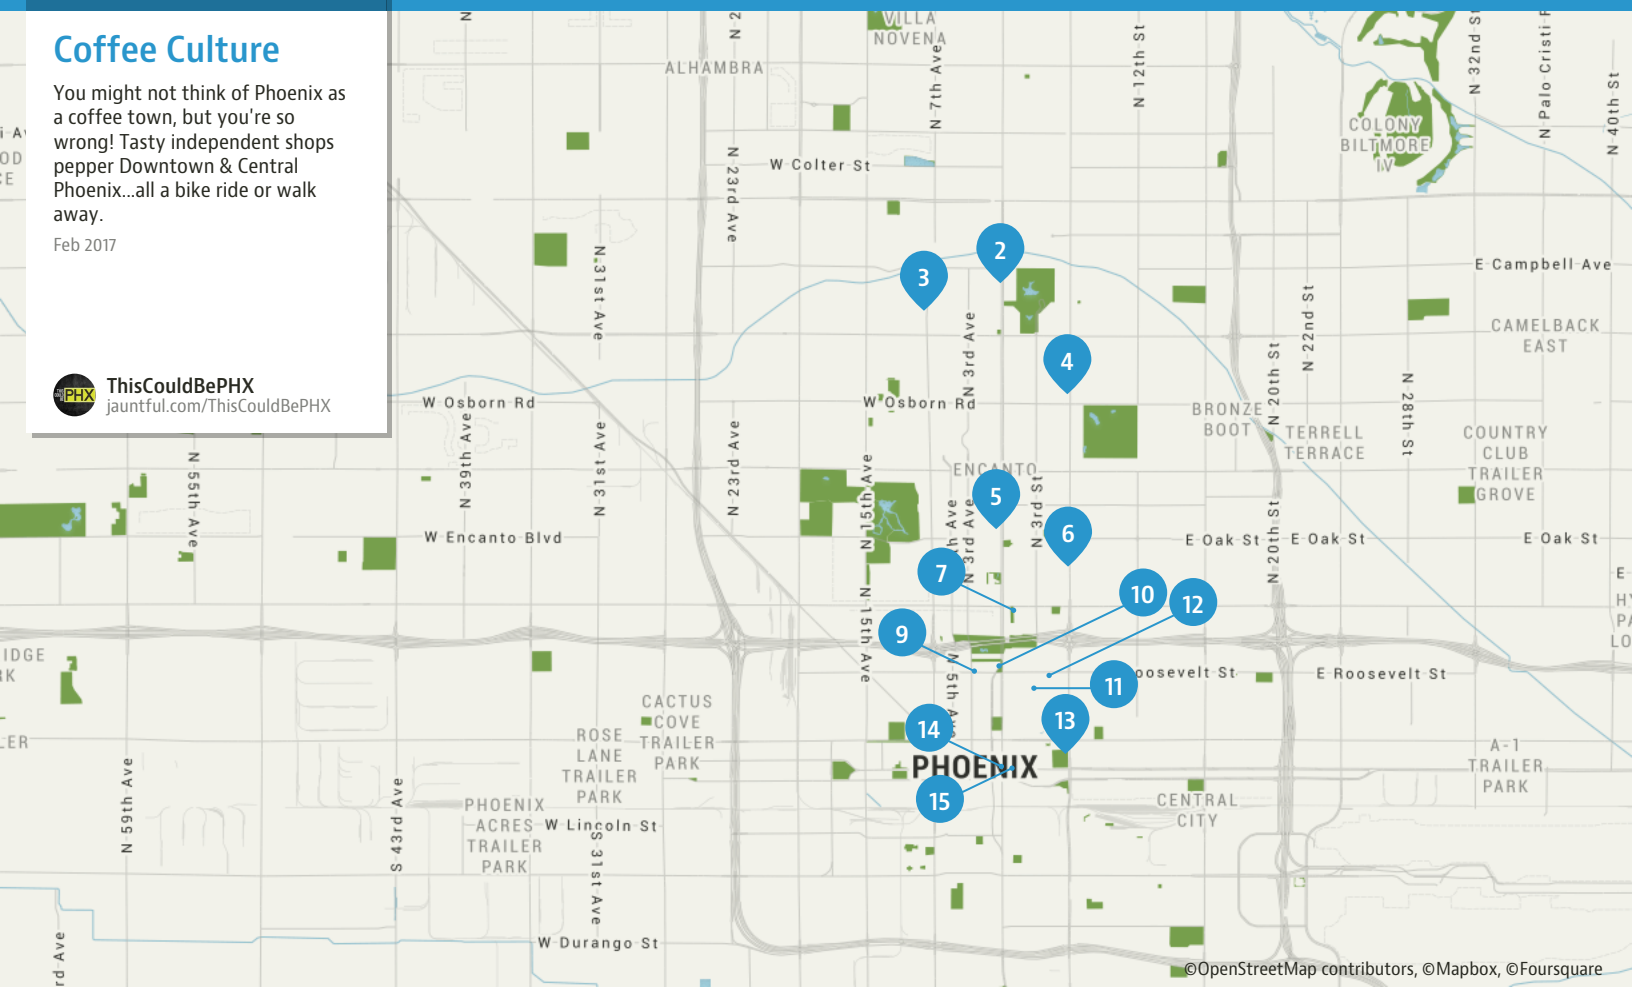 Coffee Culture
You might not think of Phoenix as
a coffee town, but you're so
wrong! Tasty independent shops
pepper Downtown & Central
Phoenix...all a bike ride or walk
away.
Feb 2017
ThisCouldBePHX
jauntful.com/ThisCouldBePHX
PHX
VILLA
NOVENA
ALHAMBRA
N 7th Ave
N 12th St
N 32nd St
N 40th St
COLONY
BILTMORE
IV
W Colter St
N 23rd Ave
N 31st Ave
2
3
4
N 3rd Ave
E Campbell Ave
N 22nd St
CAMELBACK
EAST
W Osborn Rd
W Osborn Rd
N 20th St
N 28th St
BRONZE
BOOT
TERRELL
TERRACE
COUNTRY
CLUB
TRAILER
GROVE
N 55th Ave
N 39th Ave
N 31st Ave
N 23rd Ave
N 15th Ave
ENCANTO
N 3rd St
N 3rd Ave
5
6
W Encanto Blvd
E Oak St
E Oak St
E Oak St
N 20th St
7
10
12
9
N 15th Ave
N 5th Ave
E Roosevelt St
11
13
14
15
PHOENIX
CACTUS
COVE
TRAILER
PARK
ROSE
LANE
TRAILER
PARK
PHOENIX
ACRES
TRAILER
PARK
W Lincoln St
A-1
TRAILER
PARK
CENTRAL
CITY
N 59th Ave
S 43rd Ave
S 31st Ave
W Durango St
©OpenStreetMap contributors, ©Mapbox, ©Foursquare